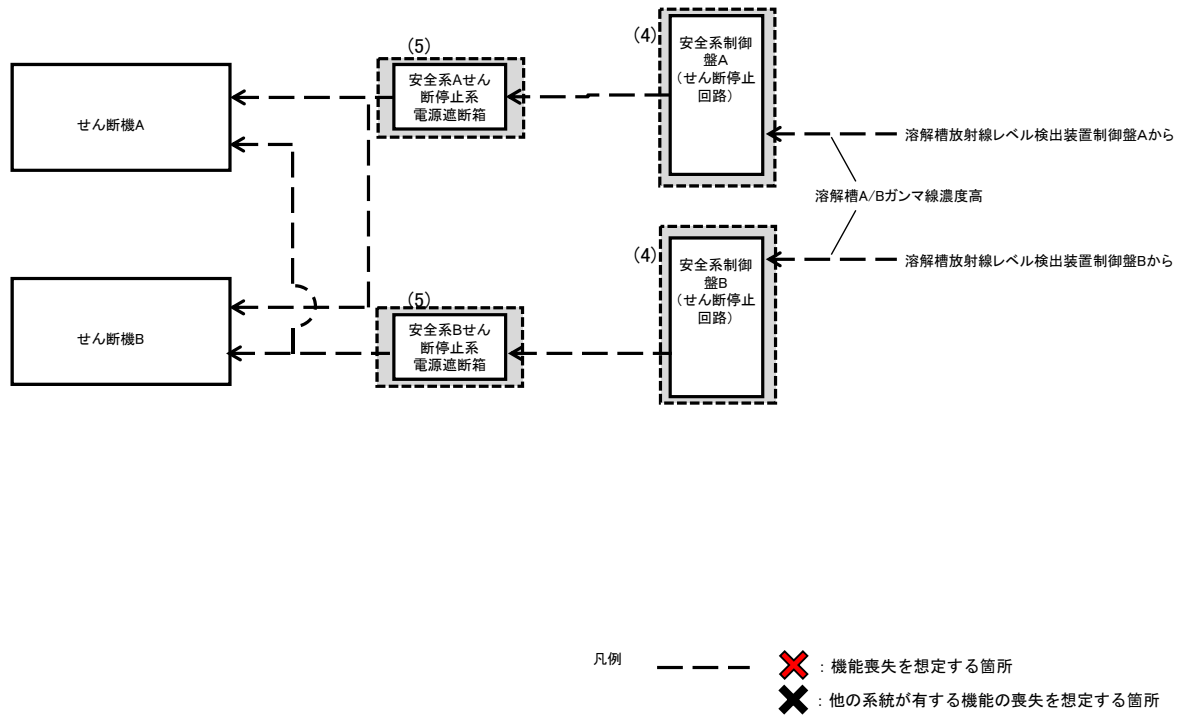 (4)
安全系制御
盤A
(せん断停止
回路)
(5)
安全系Aせん
断停止系
電源遮断箱
せん断機A
溶解槽放射線レベル検出装置制御盤Aから
溶解槽A/Bガンマ線濃度高
(4)
安全系制御
盤B
(せん断停止
回路)
溶解槽放射線レベル検出装置制御盤Bから
(5)
安全系Bせん
断停止系
電源遮断箱
せん断機B
凡例
：機能喪失を想定する箇所
：他の系統が有する機能の喪失を想定する箇所